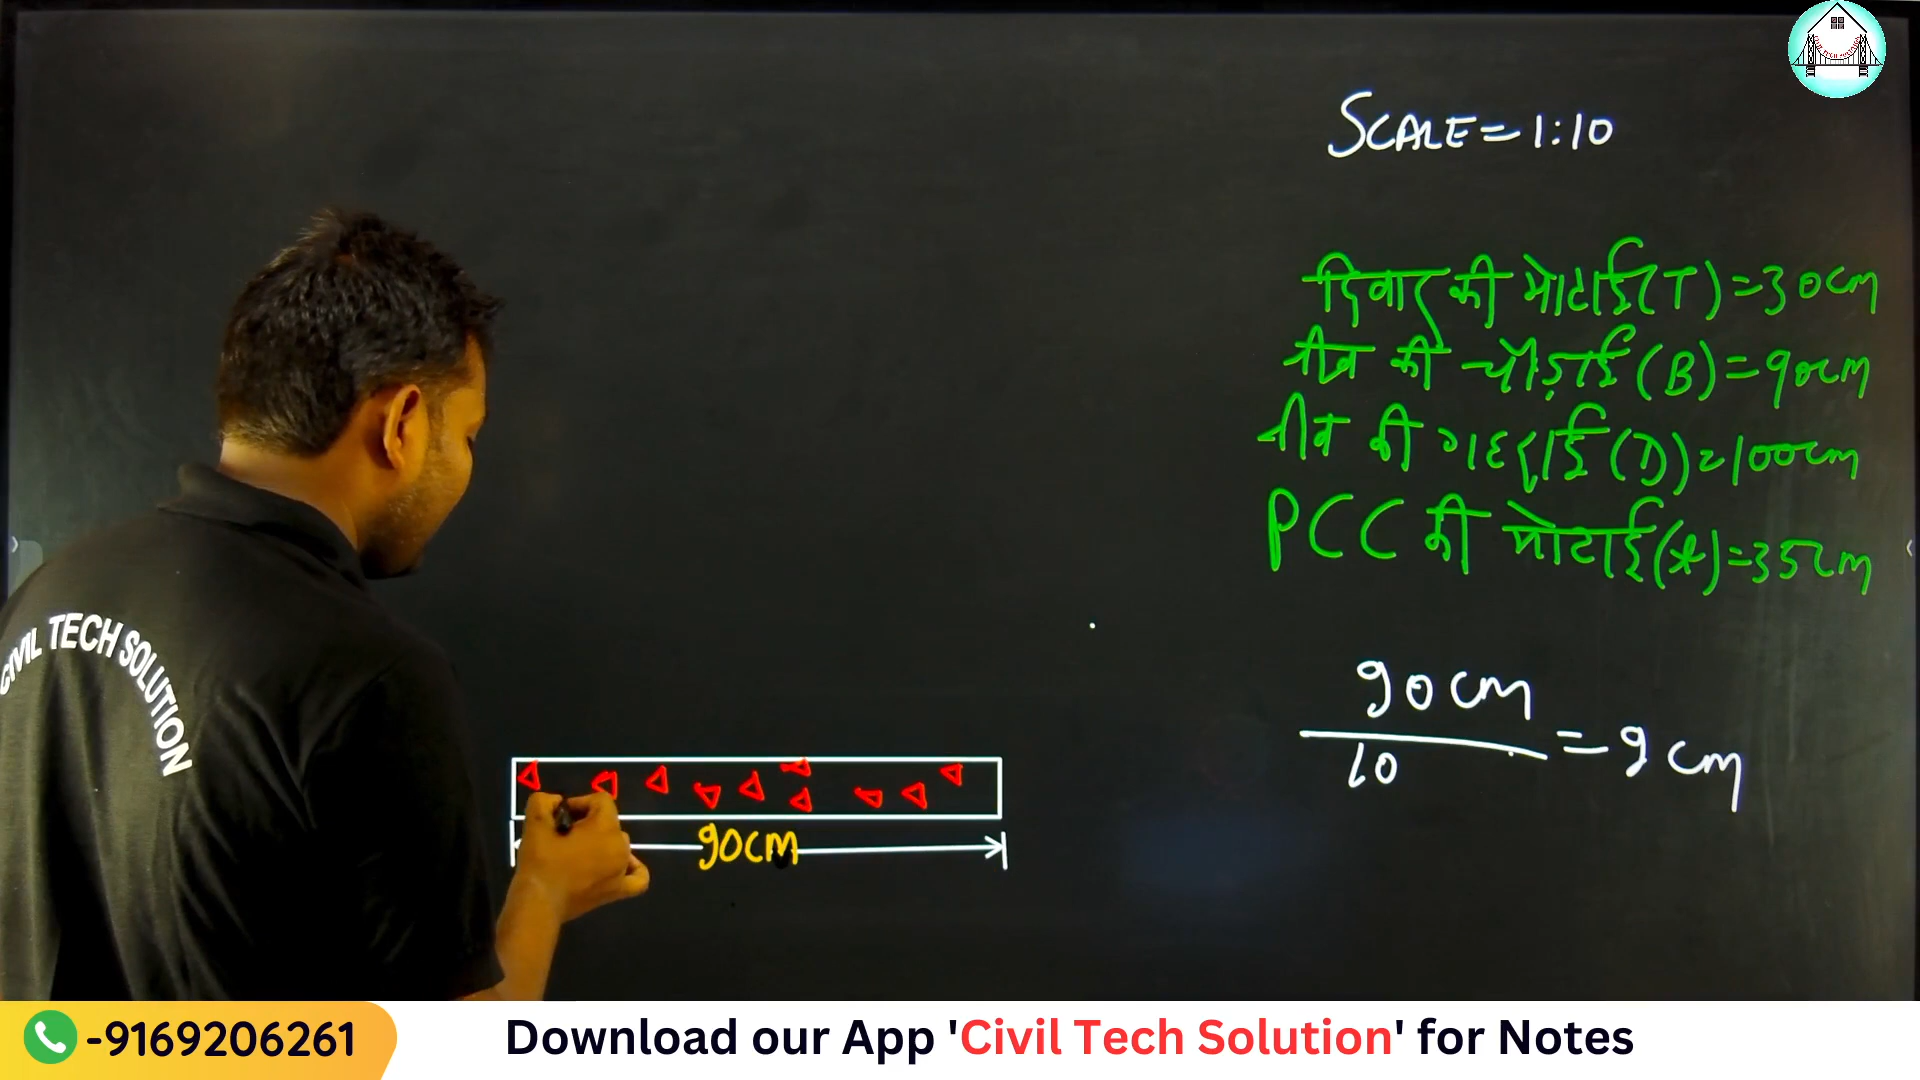 SCALE = 1:10
दिवार की मोटाई (T) = 30cm
नीव की चौड़ाई (B) = 90cm
नीव की गहराई (D) = 100cm
PCC की मोटाई (*) = 35cm
90cm
10
= 9 cm
90cm
CIVIL TECH SOLUTION
-9169206261
Download our App 'Civil Tech Solution' for Notes